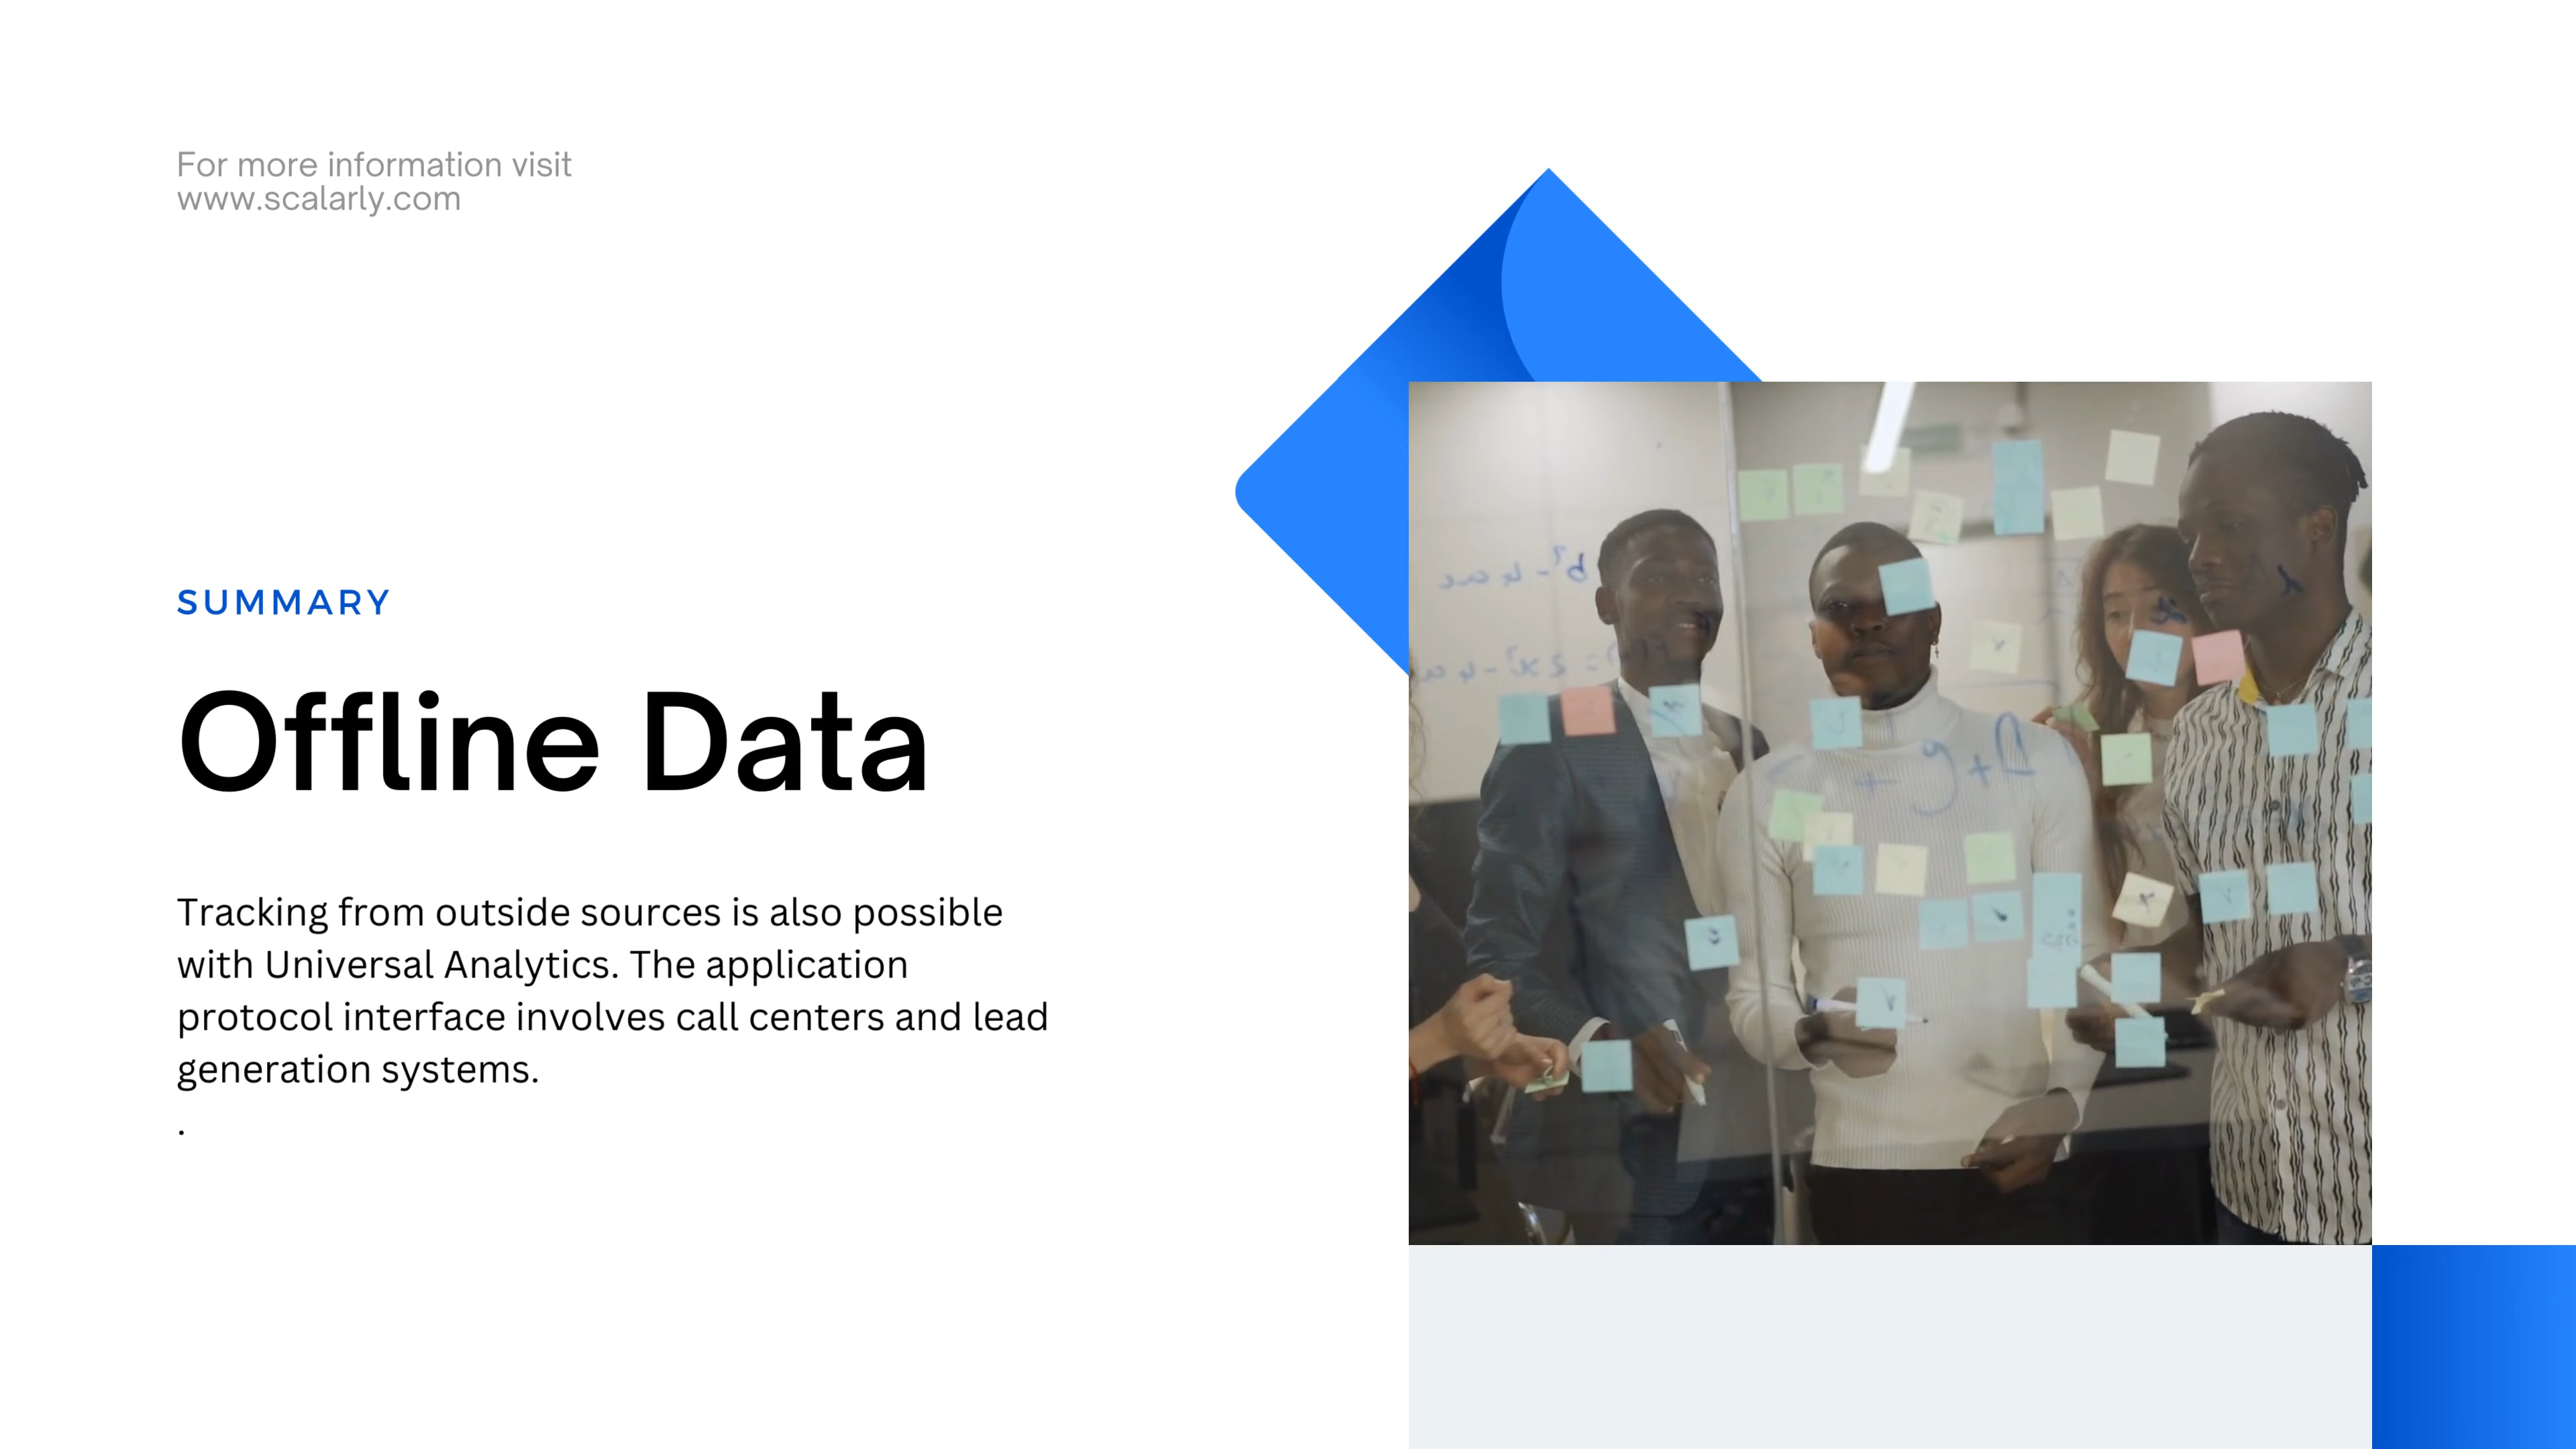 For more information visit
www.scalarly.com
SUMMARY
Offline Data
Tracking from outside sources is also possible
with Universal Analytics. The application
protocol interface involves call centers and lead
generation systems.
.